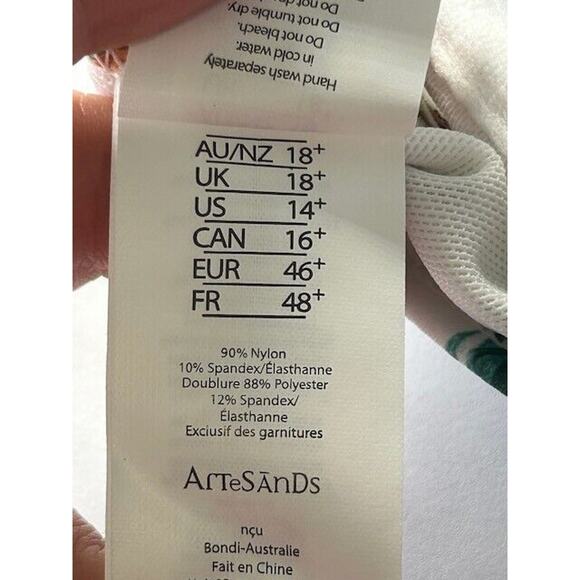 Do not tumble dry.
Do not bleach.
in cold water.
Hand wash separately
AU/NZ 18+
UK 18+
US 14+
CAN 16+
EUR 46+
FR 48+
90% Nylon
10% Spandex/Élasthanne
Doublure 88% Polyester
12% Spandex/
Élasthanne
Exclusif des garnitures
ArTeSānDs
nçu
Bondi-Australie
Fait en Chine